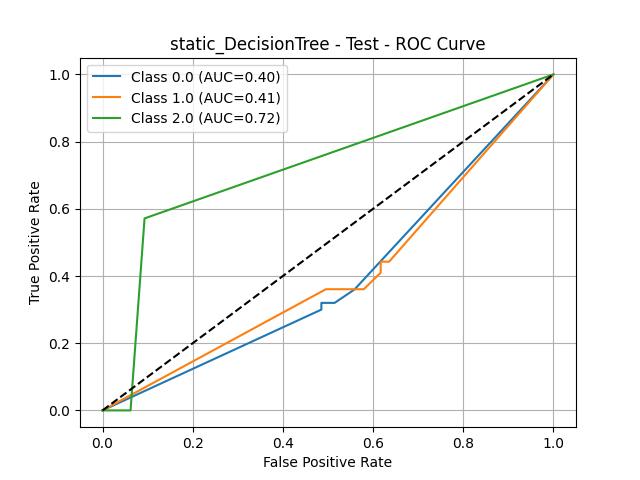 static_DecisionTree - Test - ROC Curve
Class 0.0 (AUC=0.40)
Class 1.0 (AUC=0.41)
Class 2.0 (AUC=0.72)
True Positive Rate
1.0
0.8
0.6
0.4
0.2
0.0
0.0 0.2 0.4 0.6 0.8 1.0
False Positive Rate